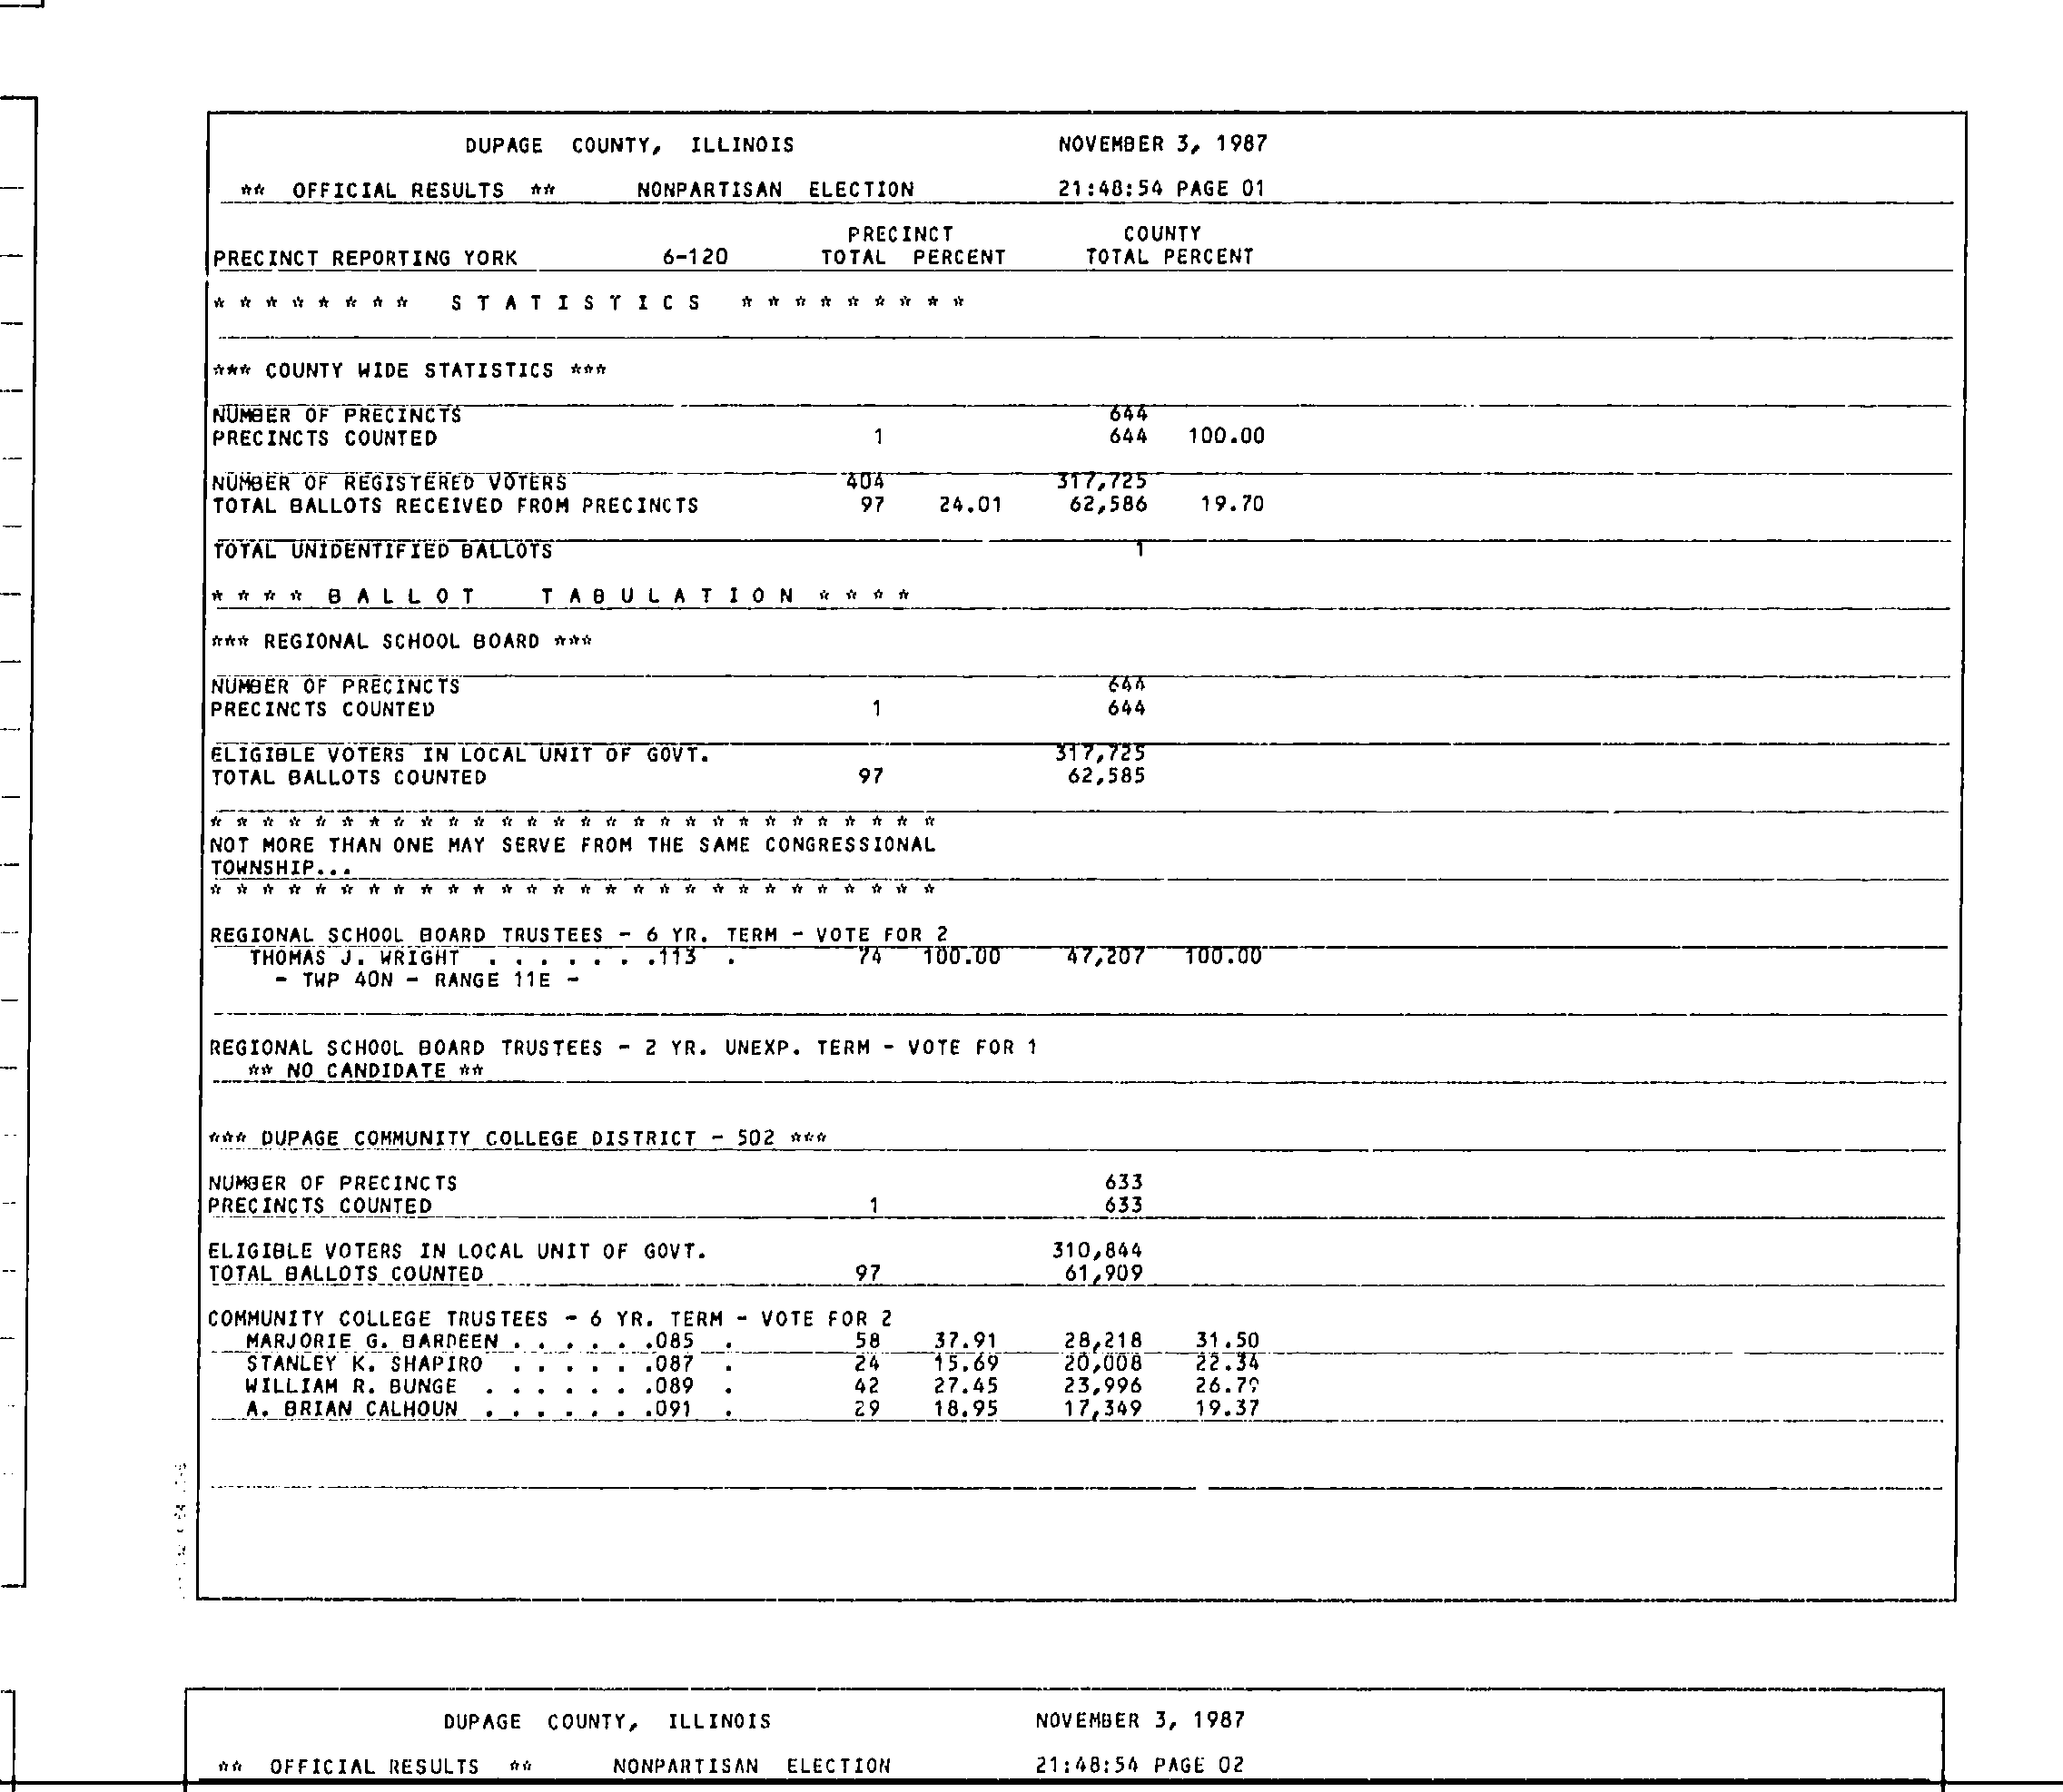 DUPAGE COUNTY, ILLINOIS NOVEMBER 3, 1987
** OFFICIAL RESULTS ** NONPARTISAN ELECTION 21:48:54 PAGE 01
PRECINCT COUNTY
PRECINCT REPORTING YORK 6-120 TOTAL PERCENT TOTAL PERCENT
* * * * * * * * S T A T I S T I C S * * * * * * * * *
*** COUNTY WIDE STATISTICS ***
NUMBER OF PRECINCTS 644
PRECINCTS COUNTED 1 644 100.00
NUMBER OF REGISTERED VOTERS 404 317,725
TOTAL BALLOTS RECEIVED FROM PRECINCTS 97 24.01 62,586 19.70
TOTAL UNIDENTIFIED BALLOTS 1
* * * * B A L L O T T A B U L A T I O N * * * *
*** REGIONAL SCHOOL BOARD ***
NUMBER OF PRECINCTS 644
PRECINCTS COUNTED 1 644
ELIGIBLE VOTERS IN LOCAL UNIT OF GOVT. 317,725
TOTAL BALLOTS COUNTED 97 62,585
* * * * * * * * * * * * * * * * * * * * * * * * * * * *
NOT MORE THAN ONE MAY SERVE FROM THE SAME CONGRESSIONAL
TOWNSHIP...
* * * * * * * * * * * * * * * * * * * * * * * * * * * *
REGIONAL SCHOOL BOARD TRUSTEES - 6 YR. TERM - VOTE FOR 2
THOMAS J. WRIGHT . . . . . . .113 . 74 100.00 47,207 100.00
- TWP 40N - RANGE 11E -
REGIONAL SCHOOL BOARD TRUSTEES - 2 YR. UNEXP. TERM - VOTE FOR 1
** NO CANDIDATE **
*** DUPAGE COMMUNITY COLLEGE DISTRICT - 502 ***
NUMBER OF PRECINCTS 633
PRECINCTS COUNTED 1 633
ELIGIBLE VOTERS IN LOCAL UNIT OF GOVT. 310,844
TOTAL BALLOTS COUNTED 97 61,909
COMMUNITY COLLEGE TRUSTEES - 6 YR. TERM - VOTE FOR 2
MARJORIE G. BARDEEN . . . . . .085 . 58 37.91 28,218 31.50
STANLEY K. SHAPIRO . . . . . .087 . 24 15.69 20,008 22.34
WILLIAM R. BUNGE . . . . . . .089 . 42 27.45 23,996 26.79
A. BRIAN CALHOUN . . . . . . .091 . 29 18.95 17,349 19.37
DUPAGE COUNTY, ILLINOIS NOVEMBER 3, 1987
** OFFICIAL RESULTS ** NONPARTISAN ELECTION 21:48:54 PAGE 02